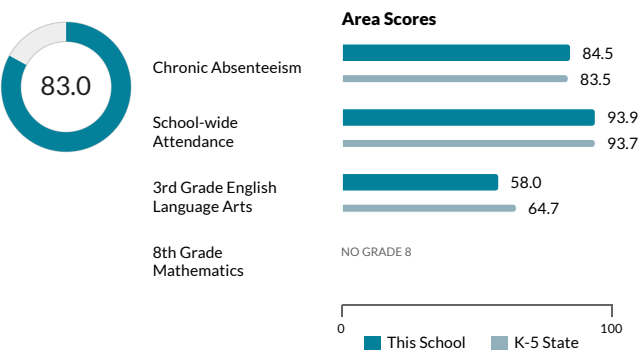 Area Scores
83.0
Chronic Absenteeism
84.5
83.5
School-wide
Attendance
93.9
93.7
3rd Grade English
Language Arts
58.0
64.7
8th Grade
Mathematics
NO GRADE 8
0
100
This School
K-5 State